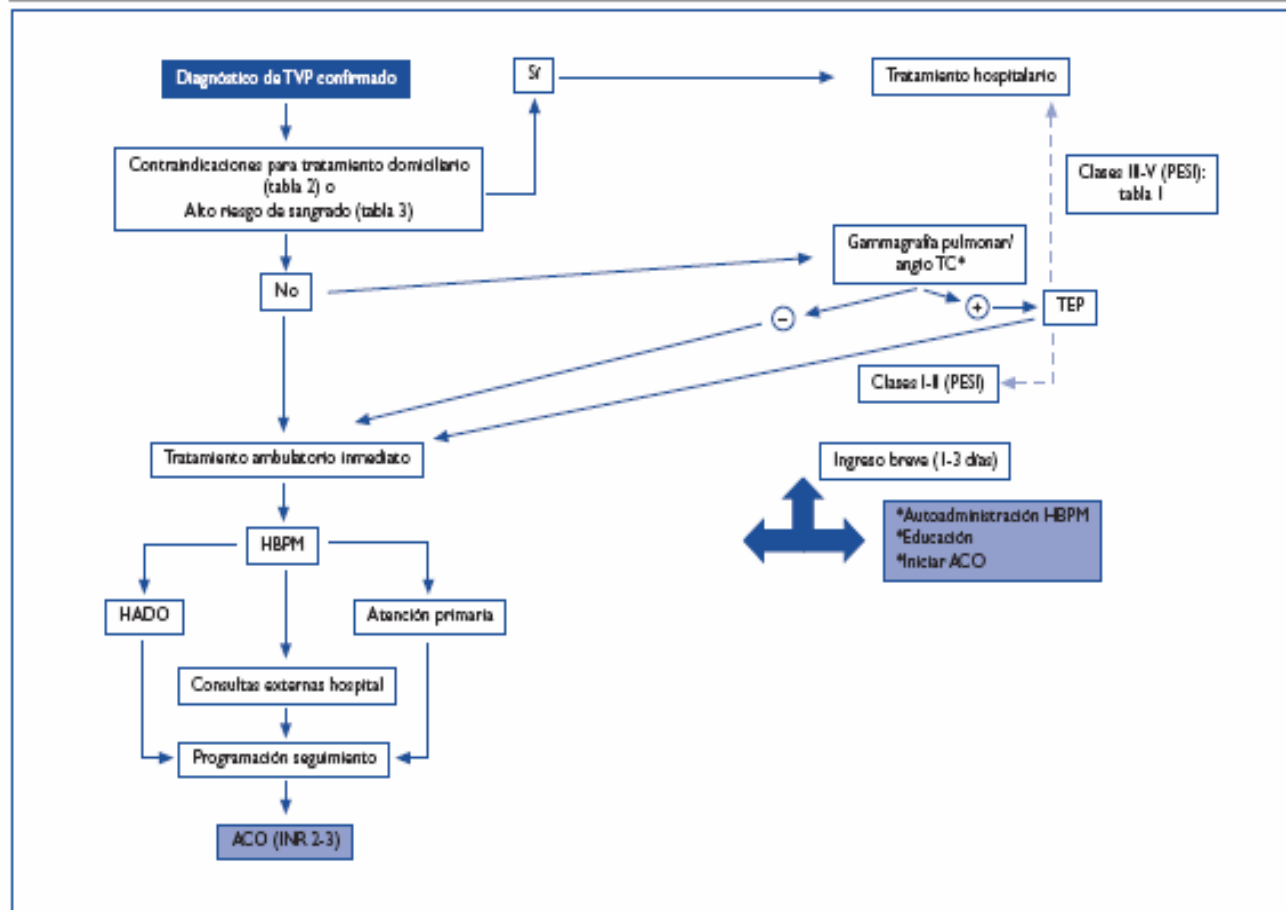 Diagnóstico de TVP confirmado
Sí
Tratamiento hospitalario
Contraindicaciones para tratamiento domiciliario
(tabla 2) o
Alto riesgo de sangrado (tabla 3)
Clases III-V (PESI):
tabla 1
Gammagrafía pulmonar/
angio TC*
No
–
+
TEP
Clases I-II (PESI)
Tratamiento ambulatorio inmediato
Ingreso breve (1-3 días)
*Autoadministración HBPM
*Educación
*Iniciar ACO
HBPM
HADO
Atención primaria
Consultas externas hospital
Programación seguimiento
ACO (INR 2-3)